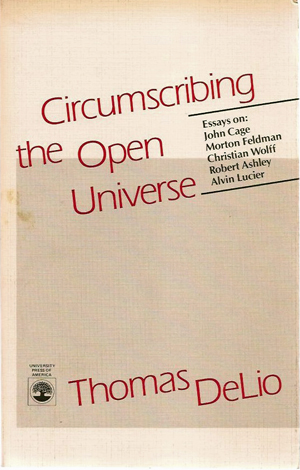 Circumscribing
the Open
Universe
Essays on:
John Cage
Morton Feldman
Christian Wolff
Robert Ashley
Alvin Lucier
UNIVERSITY
PRESS OF
AMERICA
Thomas DeLio